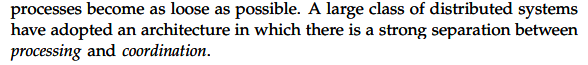 processes become as loose as possible. A large class of distributed systems
have adopted an architecture in which there is a strong separation between
processing and coordination.